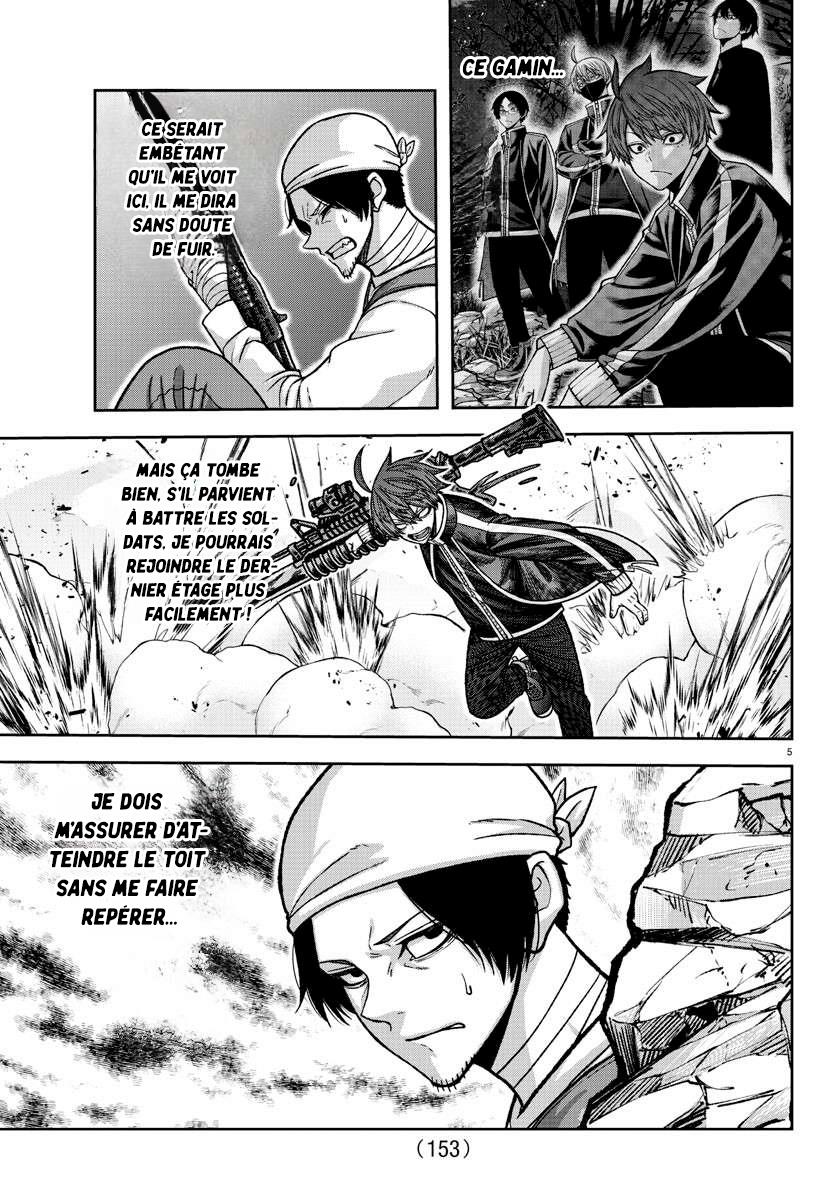 CE GAMIN...
CE SERAIT
EMBÊTANT
QU'IL ME VOIT
ICI, IL ME DIRA
SANS DOUTE
DE FUIR.
MAIS ÇA TOMBE
BIEN, S'IL PARVIENT
À BATTRE LES SOL-
DATS, JE POURRAIS
REJOINDRE LE DER-
NIER ÉTAGE PLUS
FACILEMENT !
5
JE DOIS
M'ASSURER D'AT-
TEINDRE LE TOIT
SANS ME FAIRE
REPÉRER...
(153)